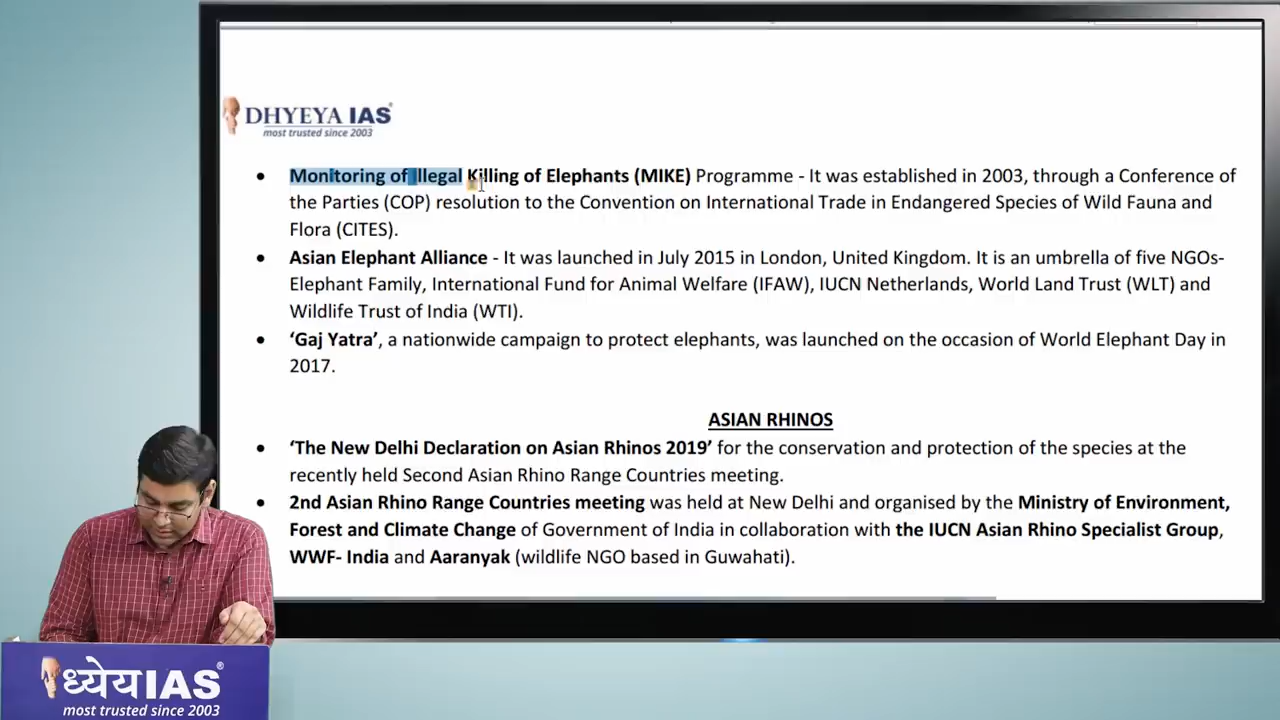 DHYEYA IAS®
most trusted since 2003
• Monitoring of Illegal Killing of Elephants (MIKE) Programme - It was established in 2003, through a Conference of
the Parties (COP) resolution to the Convention on International Trade in Endangered Species of Wild Fauna and
Flora (CITES).
• Asian Elephant Alliance - It was launched in July 2015 in London, United Kingdom. It is an umbrella of five NGOs-
Elephant Family, International Fund for Animal Welfare (IFAW), IUCN Netherlands, World Land Trust (WLT) and
Wildlife Trust of India (WTI).
• ‘Gaj Yatra’, a nationwide campaign to protect elephants, was launched on the occasion of World Elephant Day in
2017.
ASIAN RHINOS
• ‘The New Delhi Declaration on Asian Rhinos 2019’ for the conservation and protection of the species at the
recently held Second Asian Rhino Range Countries meeting.
• 2nd Asian Rhino Range Countries meeting was held at New Delhi and organised by the Ministry of Environment,
Forest and Climate Change of Government of India in collaboration with the IUCN Asian Rhino Specialist Group,
WWF- India and Aaranyak (wildlife NGO based in Guwahati).
ध्येय IAS®
most trusted since 2003